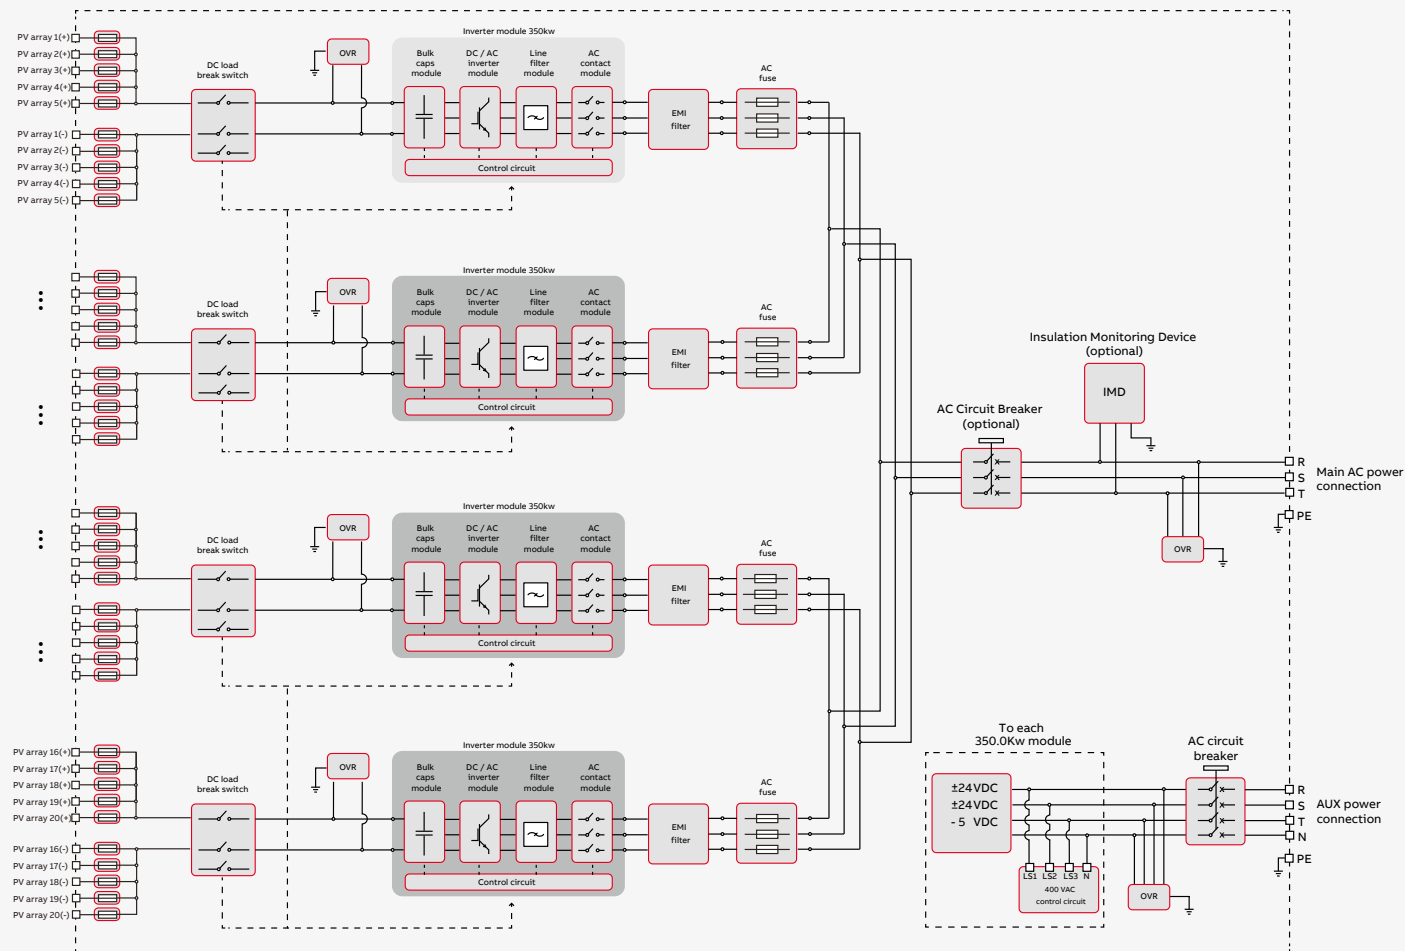 Inverter module 350kw
PV array 1(+)
PV array 2(+)
PV array 3(+)
PV array 4(+)
PV array 5(+)
PV array 1(-)
PV array 2(-)
PV array 3(-)
PV array 4(-)
PV array 5(-)
DC load
break switch
OVR
Bulk
caps
module
DC / AC
inverter
module
Line
filter
module
AC
contact
module
Control circuit
EMI
filter
AC
fuse
Inverter module 350kw
DC load
break switch
OVR
Bulk
caps
module
DC / AC
inverter
module
Line
filter
module
AC
contact
module
Control circuit
EMI
filter
AC
fuse
Insulation Monitoring Device
(optional)
IMD
AC Circuit Breaker
(optional)
R
S
T
PE
Main AC power
connection
OVR
Inverter module 350kw
DC load
break switch
OVR
Bulk
caps
module
DC / AC
inverter
module
Line
filter
module
AC
contact
module
Control circuit
EMI
filter
AC
fuse
Inverter module 350kw
PV array 16(+)
PV array 17(+)
PV array 18(+)
PV array 19(+)
PV array 20(+)
PV array 16(-)
PV array 17(-)
PV array 18(-)
PV array 19(-)
PV array 20(-)
DC load
break switch
OVR
Bulk
caps
module
DC / AC
inverter
module
Line
filter
module
AC
contact
module
Control circuit
EMI
filter
AC
fuse
To each
350.0Kw module
±24VDC
±24VDC
- 5 VDC
LS1 LS2 LS3 N
400 VAC
control circuit
AC circuit
breaker
OVR
R
S
T
N
PE
AUX power
connection